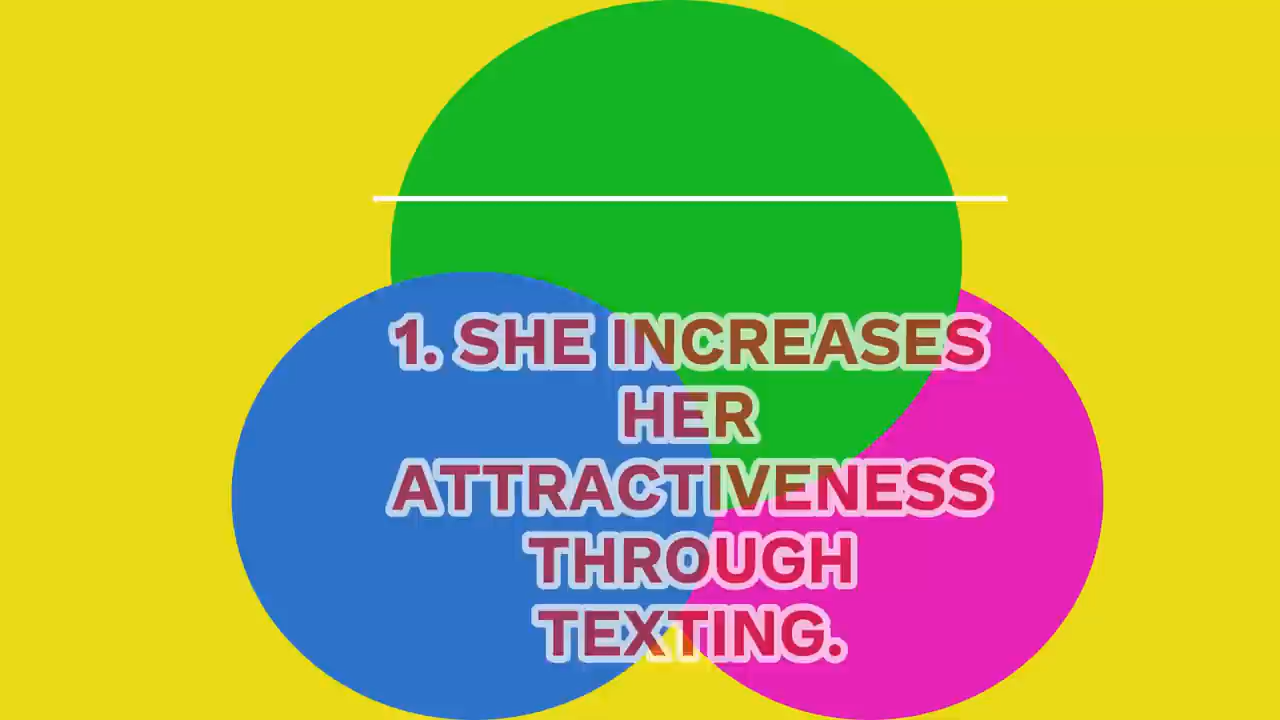 1. SHE INCREASES
HER
ATTRACTIVENESS
THROUGH
TEXTING.